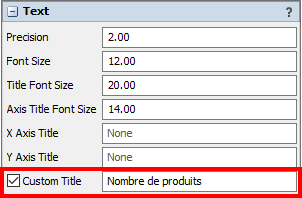 Text ?
Precision 2.00
Font Size 12.00
Title Font Size 20.00
Axis Title Font Size 14.00
X Axis Title None
Y Axis Title None
Custom Title Nombre de produits